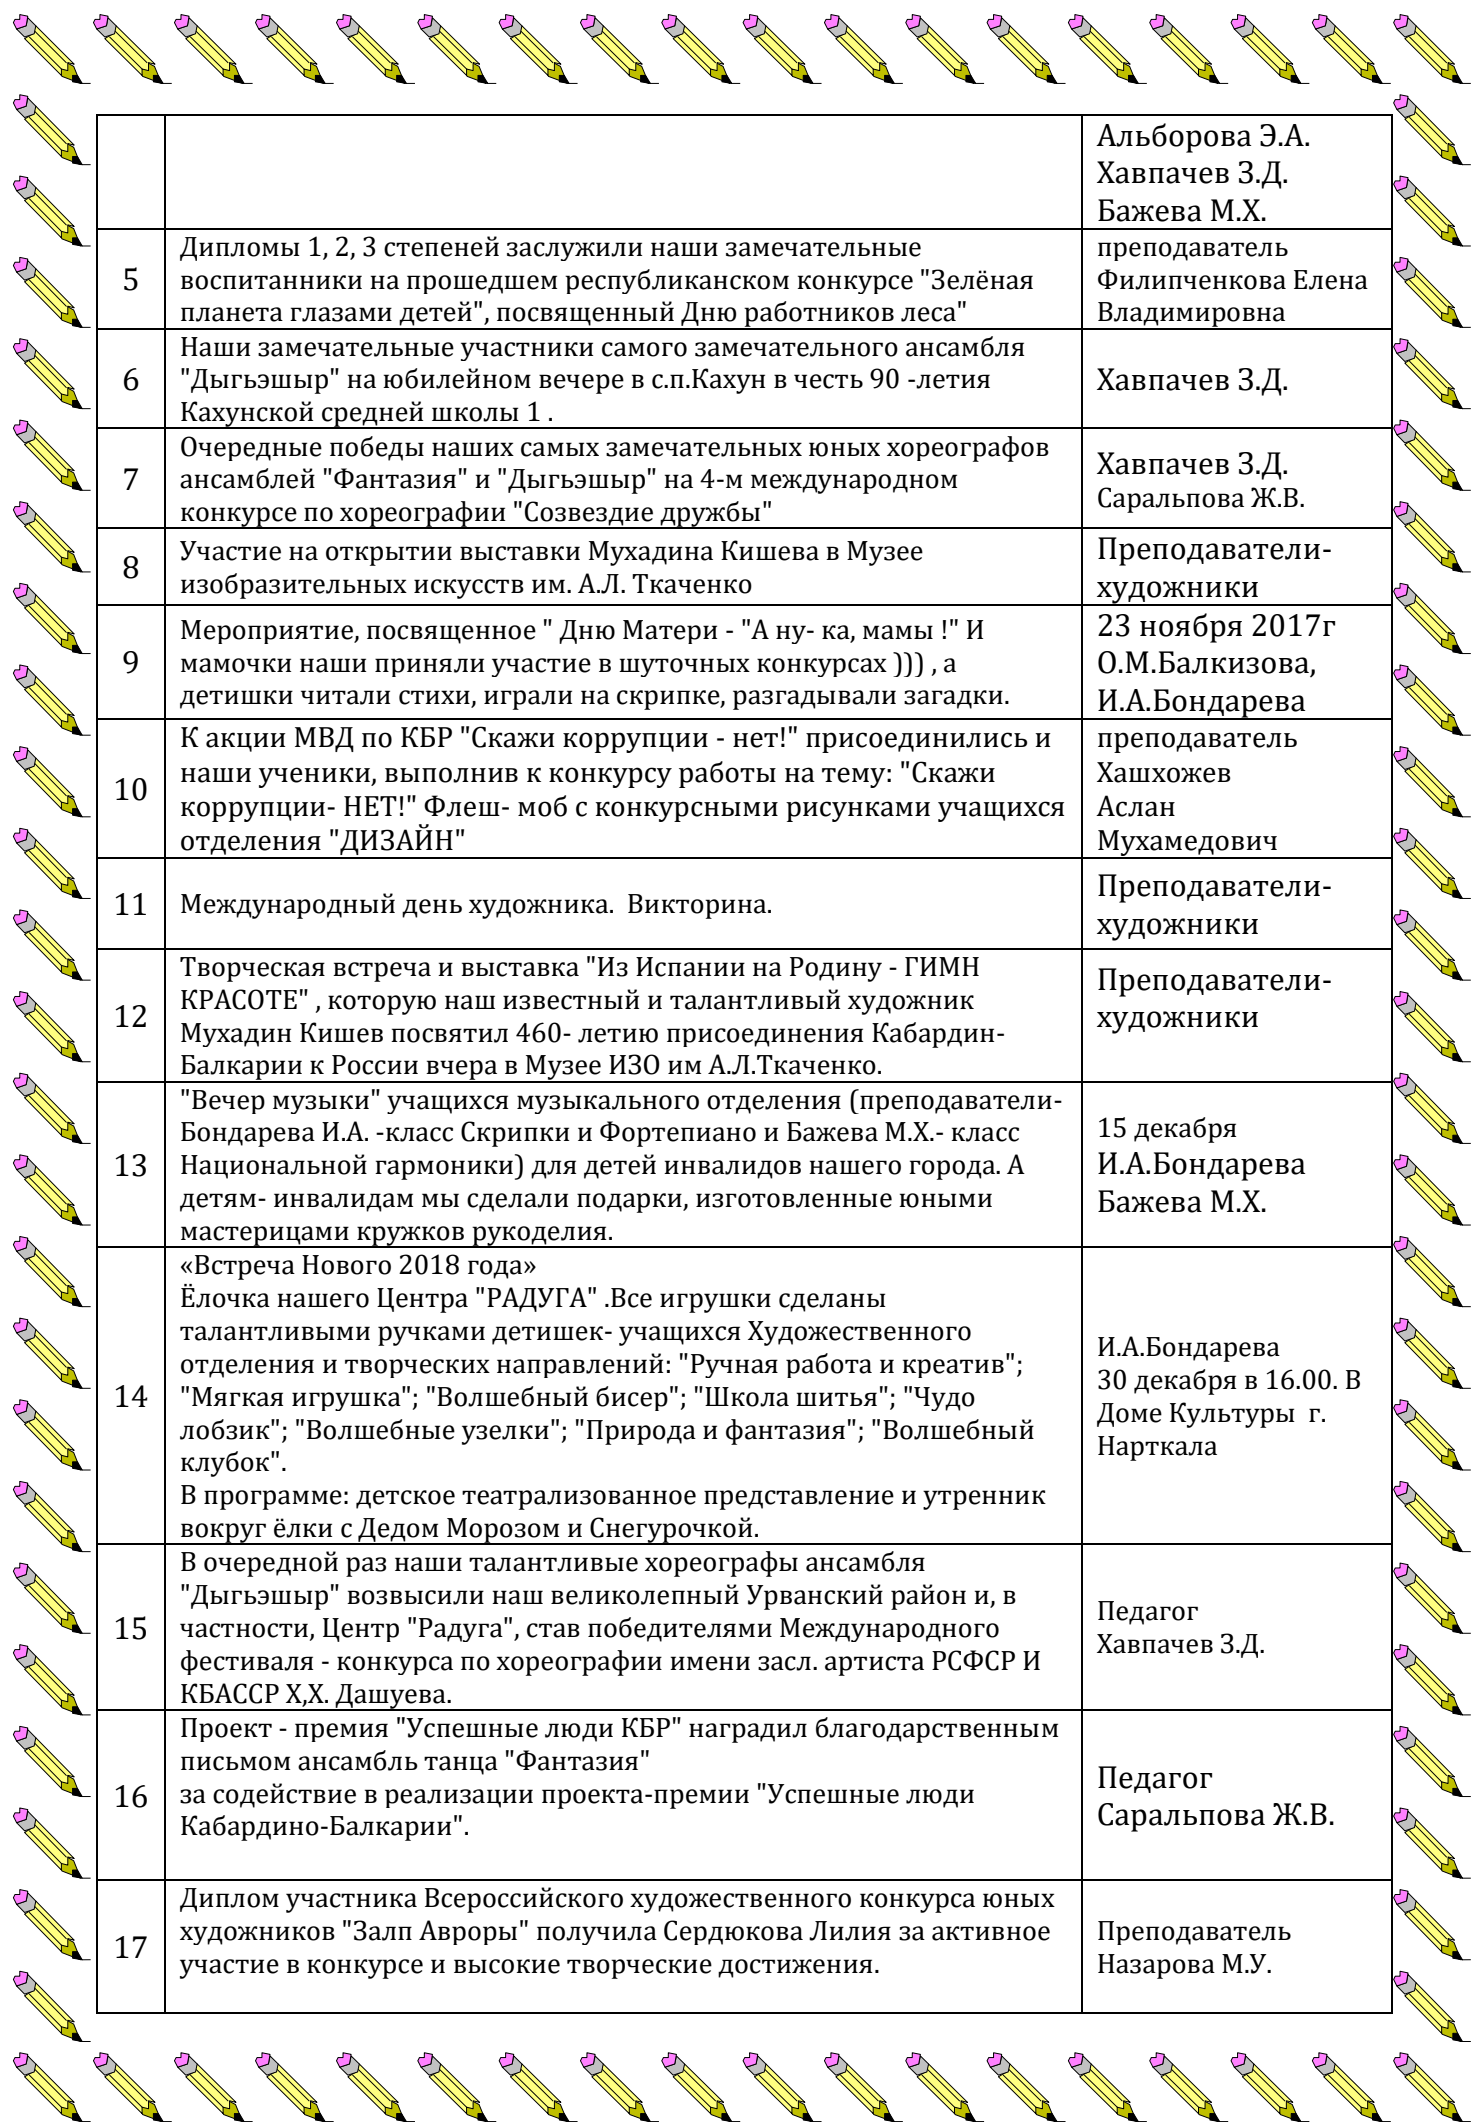 Альборова Э.А.
Хавпачев З.Д.
Бажева М.Х.
5
Дипломы 1, 2, 3 степеней заслужили наши замечательные
воспитанники на прошедшем республиканском конкурсе "Зелёная
планета глазами детей", посвященный Дню работников леса"
преподаватель
Филипченкова Елена
Владимировна
6
Наши замечательные участники самого замечательного ансамбля
"Дыгьэшыр" на юбилейном вечере в с.п.Кахун в честь 90 -летия
Кахунской средней школы 1 .
Хавпачев З.Д.
7
Очередные победы наших самых замечательных юных хореографов
ансамблей "Фантазия" и "Дыгьэшыр" на 4-м международном
конкурсе по хореографии "Созвездие дружбы"
Хавпачев З.Д.
Саральпова Ж.В.
8
Участие на открытии выставки Мухадина Кишева в Музее
изобразительных искусств им. А.Л. Ткаченко
Преподаватели-
художники
9
Мероприятие, посвященное " Дню Матери - "А ну- ка, мамы !" И
мамочки наши приняли участие в шуточных конкурсах ))) , а
детишки читали стихи, играли на скрипке, разгадывали загадки.
23 ноября 2017г
О.М.Балкизова,
И.А.Бондарева
10
К акции МВД по КБР "Скажи коррупции - нет!" присоединились и
наши ученики, выполнив к конкурсу работы на тему: "Скажи
коррупции- НЕТ!" Флеш- моб с конкурсными рисунками учащихся
отделения "ДИЗАЙН"
преподаватель
Хашхожев
Аслан
Мухамедович
11
Международный день художника.  Викторина.
Преподаватели-
художники
12
Творческая встреча и выставка "Из Испании на Родину - ГИМН
КРАСОТЕ" , которую наш известный и талантливый художник
Мухадин Кишев посвятил 460- летию присоединения Кабардин-
Балкарии к России вчера в Музее ИЗО им А.Л.Ткаченко.
Преподаватели-
художники
13
"Вечер музыки" учащихся музыкального отделения (преподаватели-
Бондарева И.А. -класс Скрипки и Фортепиано и Бажева М.Х.- класс
Национальной гармоники) для детей инвалидов нашего города. А
детям- инвалидам мы сделали подарки, изготовленные юными
мастерицами кружков рукоделия.
15 декабря
И.А.Бондарева
Бажева М.Х.
14
«Встреча Нового 2018 года»
Ёлочка нашего Центра "РАДУГА" .Все игрушки сделаны
талантливыми ручками детишек- учащихся Художественного
отделения и творческих направлений: "Ручная работа и креатив";
"Мягкая игрушка"; "Волшебный бисер"; "Школа шитья"; "Чудо
лобзик"; "Волшебные узелки"; "Природа и фантазия"; "Волшебный
клубок".
В программе: детское театрализованное представление и утренник
вокруг ёлки с Дедом Морозом и Снегурочкой.
И.А.Бондарева
30 декабря в 16.00. В
Доме Культуры  г.
Нарткала
15
В очередной раз наши талантливые хореографы ансамбля
"Дыгьэшыр" возвысили наш великолепный Урванский район и, в
частности, Центр "Радуга", став победителями Международного
фестиваля - конкурса по хореографии имени засл. артиста РСФСР И
КБАССР Х,Х. Дашуева.
Педагог
Хавпачев З.Д.
16
Проект - премия "Успешные люди КБР" наградил благодарственным
письмом ансамбль танца "Фантазия"
за содействие в реализации проекта-премии "Успешные люди
Кабардино-Балкарии".
Педагог
Саральпова Ж.В.
17
Диплом участника Всероссийского художественного конкурса юных
художников "Залп Авроры" получила Сердюкова Лилия за активное
участие в конкурсе и высокие творческие достижения.
Преподаватель
Назарова М.У.